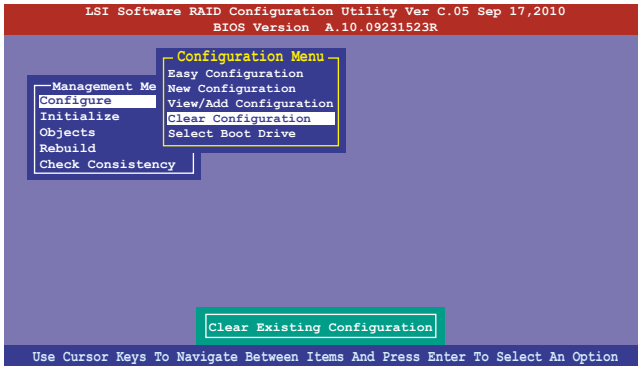 LSI Software RAID Configuration Utility Ver C.05 Sep 17,2010
BIOS Version A.10.09231523R
Configuration Menu
Easy Configuration
New Configuration
View/Add Configuration
Clear Configuration
Select Boot Drive
Management Me
Configure
Initialize
Objects
Rebuild
Check Consistency
Clear Existing Configuration
Use Cursor Keys To Navigate Between Items And Press Enter To Select An Option